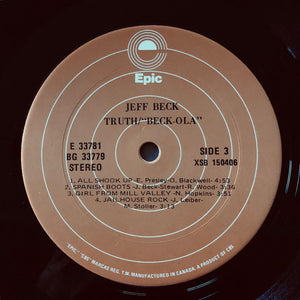 Epic
JEFF BECK
TRUTH/"BECK-OLA"
E 33781
BG 33779
STEREO
SIDE 3
XSB 150406
1. ALL SHOOK UP -E. Presley-O. Blackwell- 4:53
2. SPANISH BOOTS - J. Beck-Stewart-R. Wood- 3:36
3. GIRL FROM MILL VALLEY -N. Hopkins- 3:51
4. JAILHOUSE ROCK - J. Leiber-
M. Stoller- 3:13
"EPIC," "CBS" MARCAS REG. T.M. MANUFACTURED IN CANADA, A PRODUCT OF CBS.